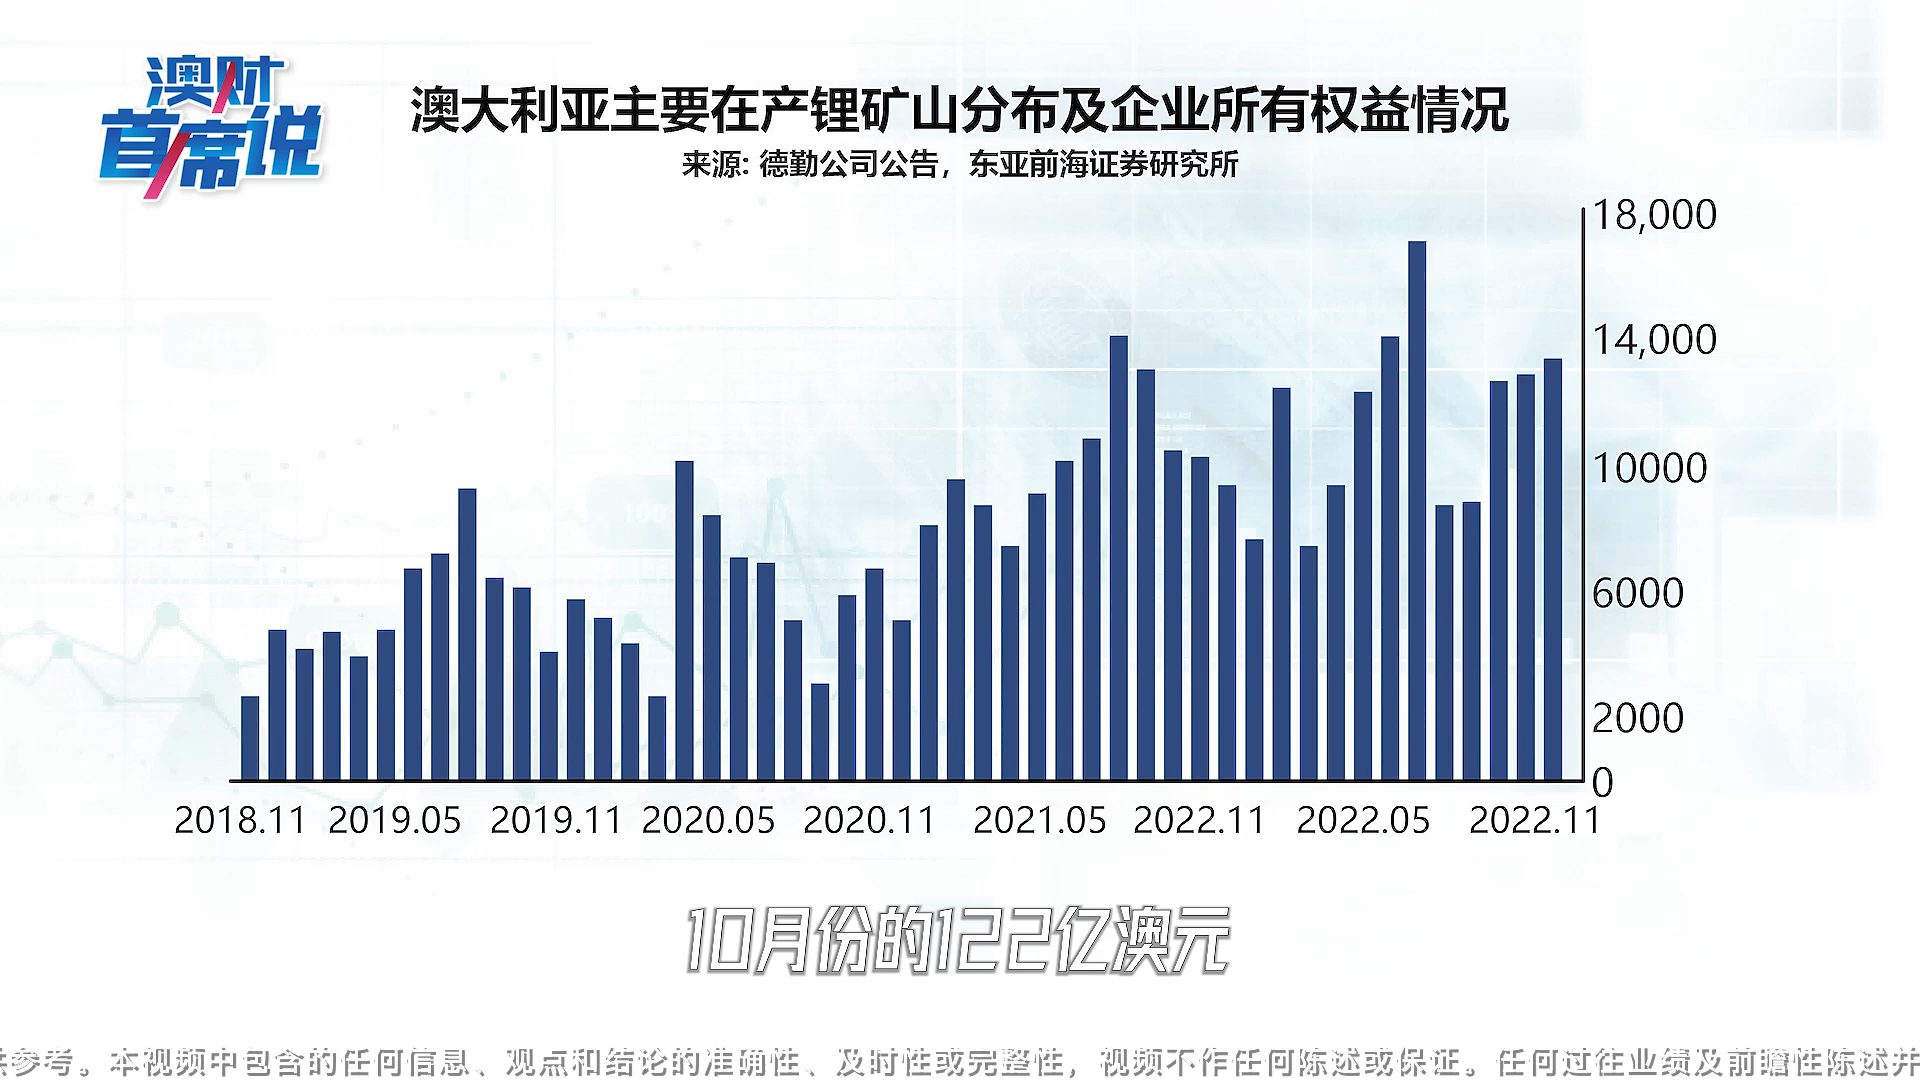 澳财
首席说
澳大利亚主要在产锂矿山分布及企业所有权益情况
来源: 德勤公司公告，东亚前海证券研究所
18,000
14,000
10000
6000
2000
0
2018.11 2019.05 2019.11 2020.05 2020.11 2021.05 2022.11 2022.05 2022.11
10月份的122亿澳元
参考。本视频中包含的任何信息、观点和结论的准确性、及时性或完整性，视频不作任何陈述或保证。任何过往业绩及前瞻性陈述并